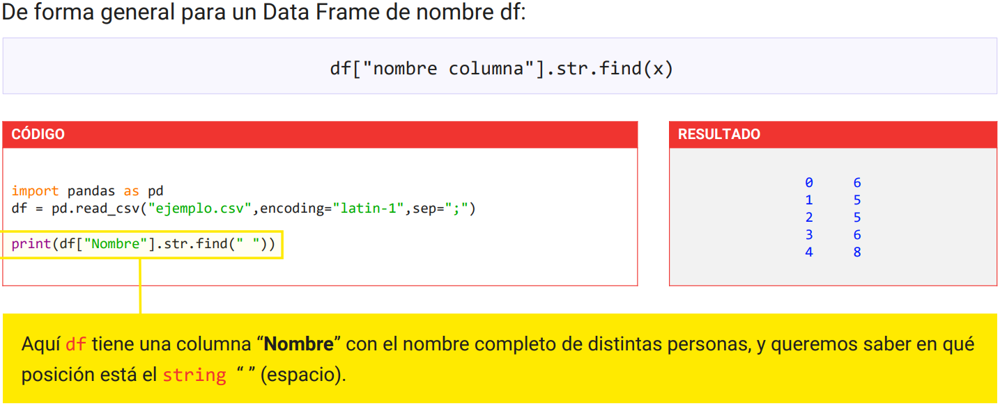 De forma general para un Data Frame de nombre df:
df["nombre columna"].str.find(x)
CÓDIGO
import pandas as pd
df = pd.read_csv("ejemplo.csv",encoding="latin-1",sep=";")
print(df["Nombre"].str.find(" "))
RESULTADO
0 6
1 5
2 5
3 6
4 8
Aquí df tiene una columna “Nombre” con el nombre completo de distintas personas, y queremos saber en qué
posición está el string “ ” (espacio).